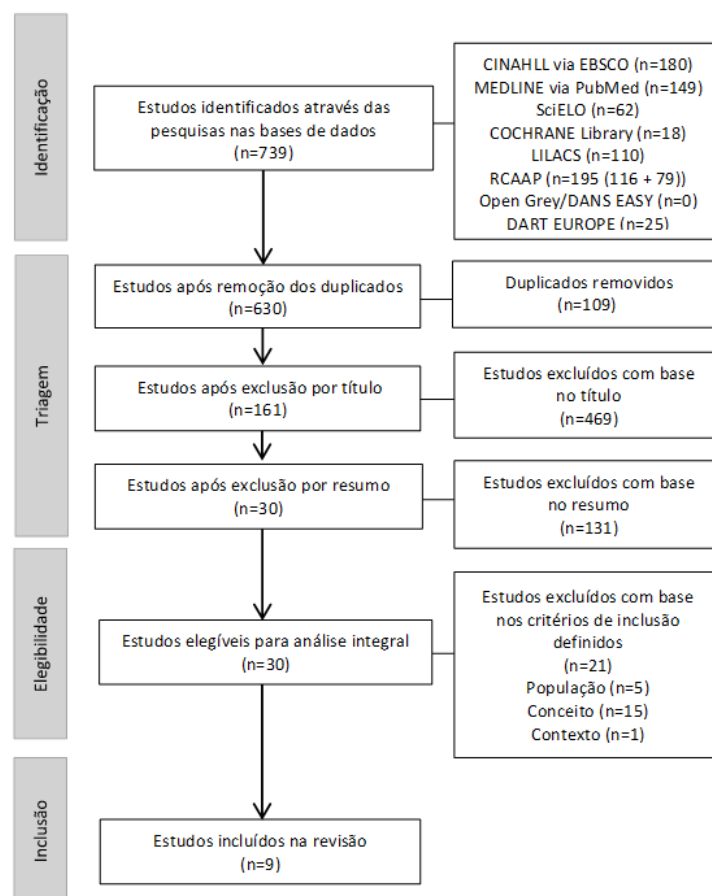 Identificação
Estudos identificados através das
pesquisas nas bases de dados
(n=739)
CINAHLL via EBSCO (n=180)
MEDLINE via PubMed (n=149)
SciELO (n=62)
COCHRANE Library (n=18)
LILACS (n=110)
RCAAP (n=195 (116 + 79))
Open Grey/DANS EASY (n=0)
DART EUROPE (n=25)
Triagem
Estudos após remoção dos duplicados
(n=630)
Duplicados removidos
(n=109)
Estudos após exclusão por título
(n=161)
Estudos excluídos com base
no título
(n=469)
Estudos após exclusão por resumo
(n=30)
Estudos excluídos com base
no resumo
(n=131)
Elegibilidade
Estudos elegíveis para análise integral
(n=30)
Estudos excluídos com base
nos critérios de inclusão
definidos
(n=21)
População (n=5)
Conceito (n=15)
Contexto (n=1)
Inclusão
Estudos incluídos na revisão
(n=9)